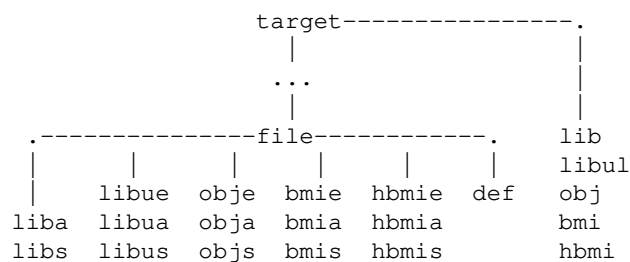 target----------------.
|                   |
...                  |
|                   |
.---------------file------------.    lib
|      |      |     |     |     |    libul
|    libue  obje  bmie  hbmie  def   obj
liba   libua  obja  bmia  hbmia        bmi
libs   libus  objs  bmis  hbmis        hbmi